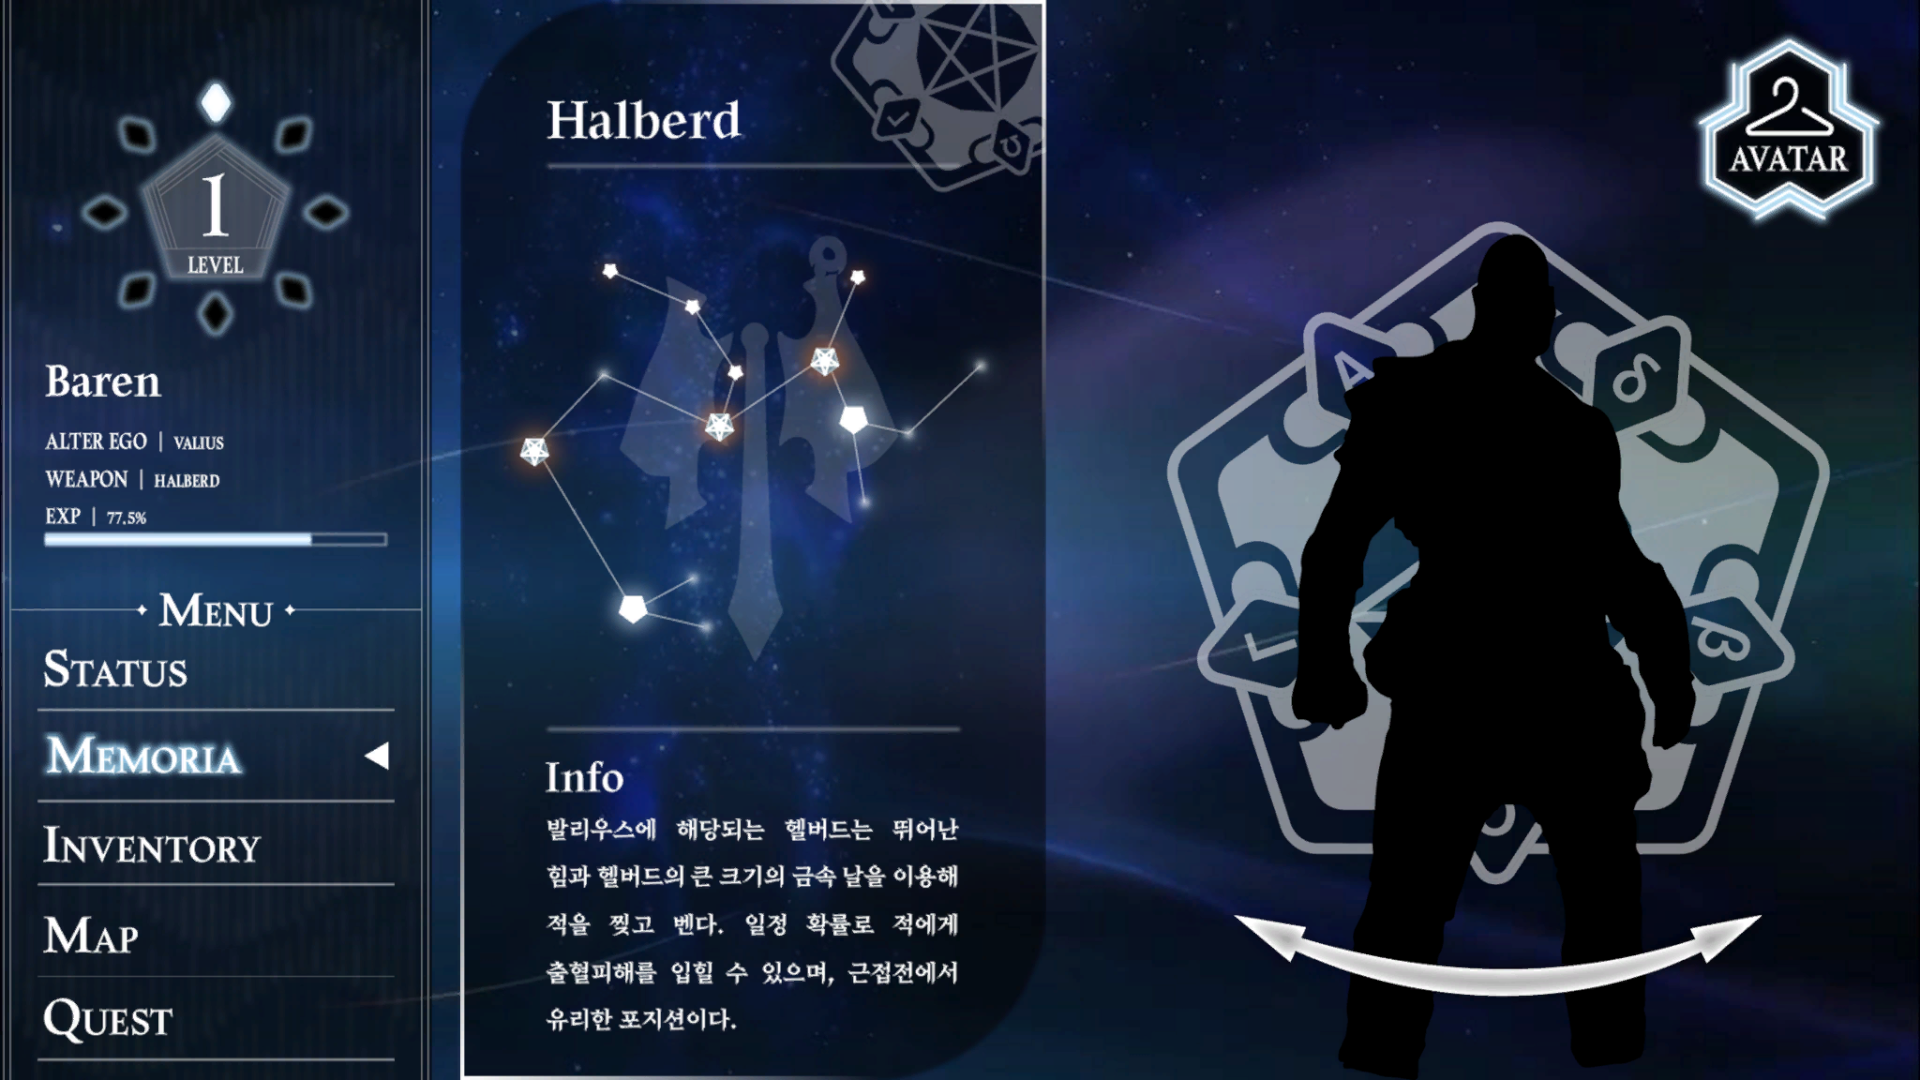 1
LEVEL
Baren
ALTER EGO | VALIUS
WEAPON | HALBERD
EXP | 77.5%
MENU
STATUS
MEMORIA
INVENTORY
MAP
QUEST
Halberd
Info
발리우스에 해당되는 헬버드는 뛰어난
힘과 헬버드의 큰 크기의 금속 날을 이용해
적을 찢고 벤다. 일정 확률로 적에게
출혈피해를 입힐 수 있으며, 근접전에서
유리한 포지션이다.
AVATAR